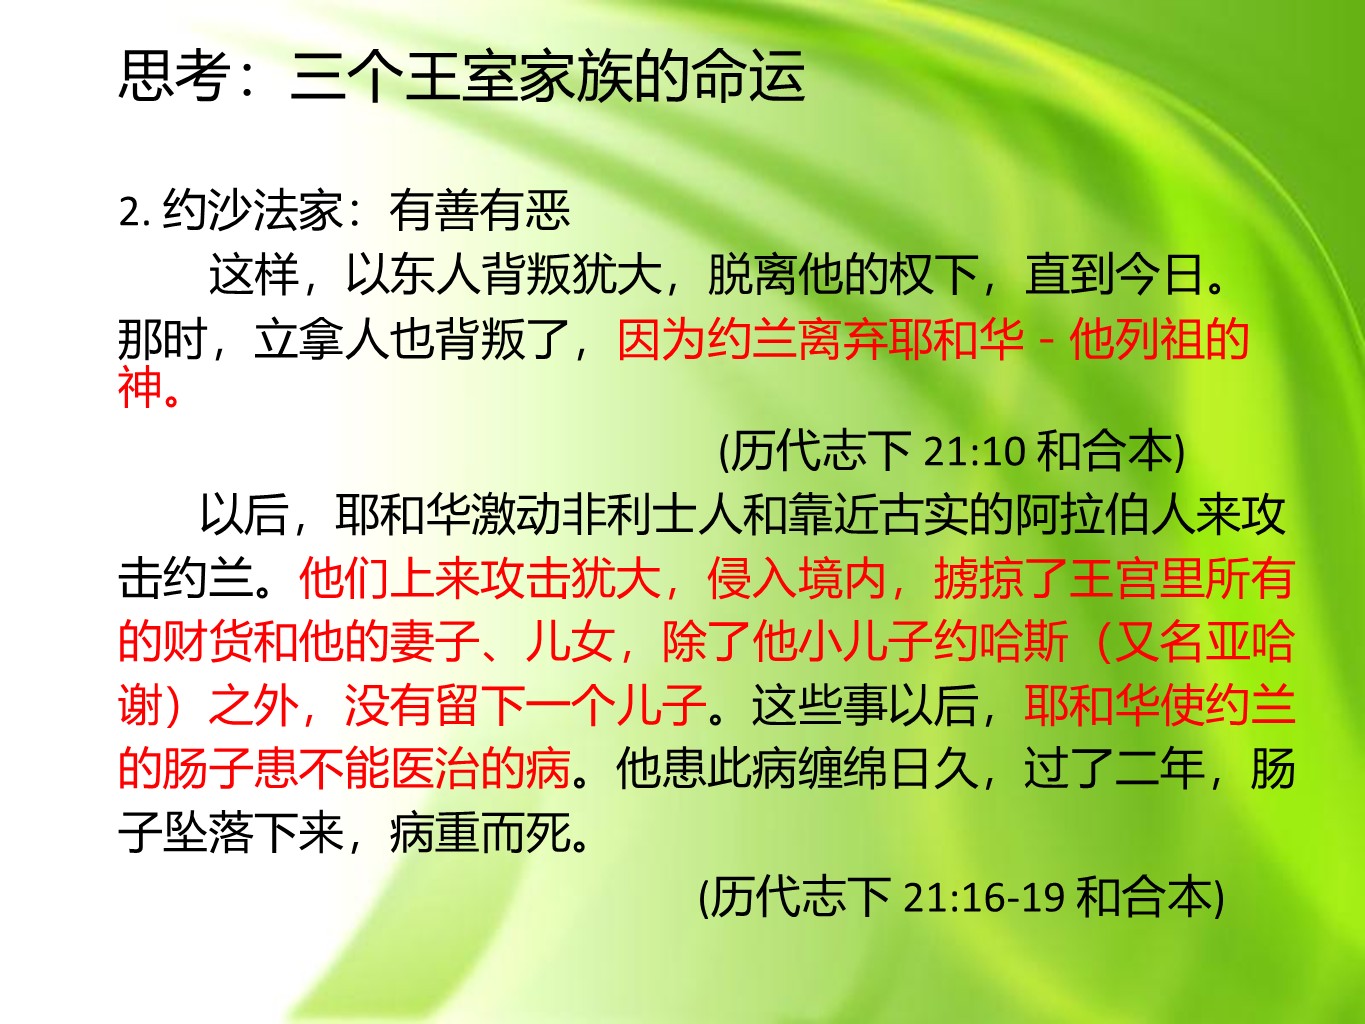 思考：三个王室家族的命运
2. 约沙法家：有善有恶
这样，以东人背叛犹大，脱离他的权下，直到今日。
那时，立拿人也背叛了，因为约兰离弃耶和华－他列祖的
神。
(历代志下 21:10 和合本)
以后，耶和华激动非利士人和靠近古实的阿拉伯人来攻
击约兰。他们上来攻击犹大，侵入境内，掳掠了王宫里所有
的财货和他的妻子、儿女，除了他小儿子约哈斯（又名亚哈
谢）之外，没有留下一个儿子。这些事以后，耶和华使约兰
的肠子患不能医治的病。他患此病缠绵日久，过了二年，肠
子坠落下来，病重而死。
(历代志下 21:16-19 和合本)